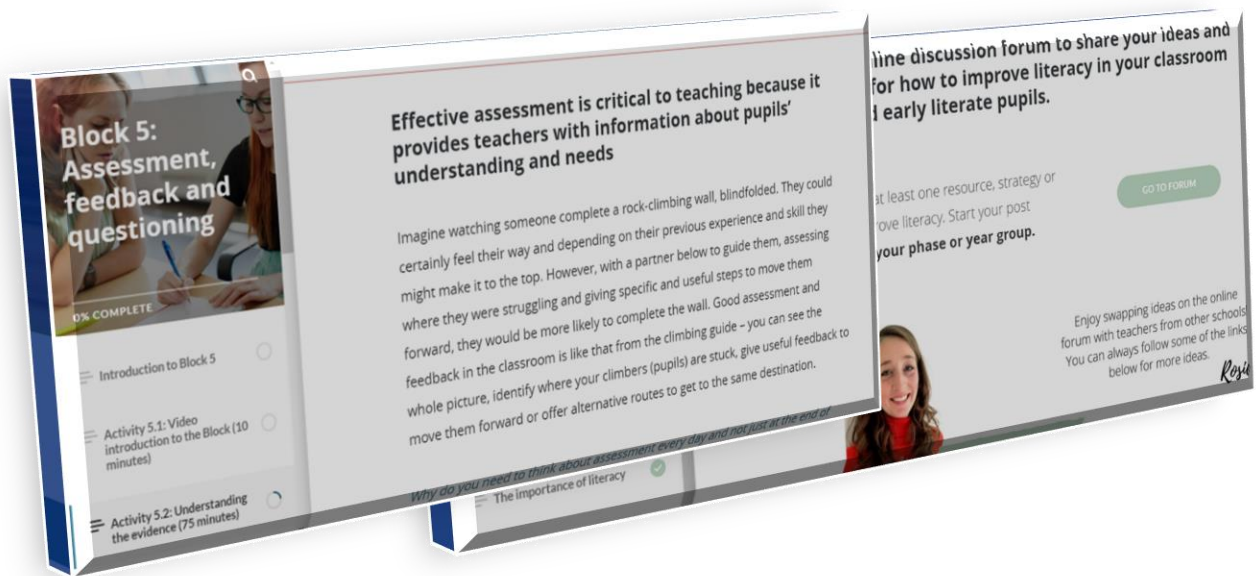 Block 5:
Assessment,
feedback and
questioning
0% COMPLETE
Introduction to Block 5
Activity 5.1: Video
introduction to the Block (10
minutes)
Activity 5.2: Understanding
the evidence (75 minutes)
Effective assessment is critical to teaching because it
provides teachers with information about pupils’
understanding and needs
Imagine watching someone complete a rock-climbing wall, blindfolded. They could
certainly feel their way and depending on their previous experience and skill they
might make it to the top. However, with a partner below to guide them, assessing
where they were struggling and giving specific and useful steps to move them
forward, they would be more likely to complete the wall. Good assessment and
feedback in the classroom is like that from the climbing guide – you can see the
whole picture, identify where your climbers (pupils) are stuck, give useful feedback to
move them forward or offer alternative routes to get to the same destination.
Why do you need to think about assessment every day and not just at the end of
line discussion forum to share your ideas and
for how to improve literacy in your classroom
early literate pupils.
at least one resource, strategy or
ove literacy. Start your post
your phase or year group.
GO TO FORUM
Enjoy swapping ideas on the online
forum with teachers from other schools
You can always follow some of the links
below for more ideas.
Rosie
The importance of literacy